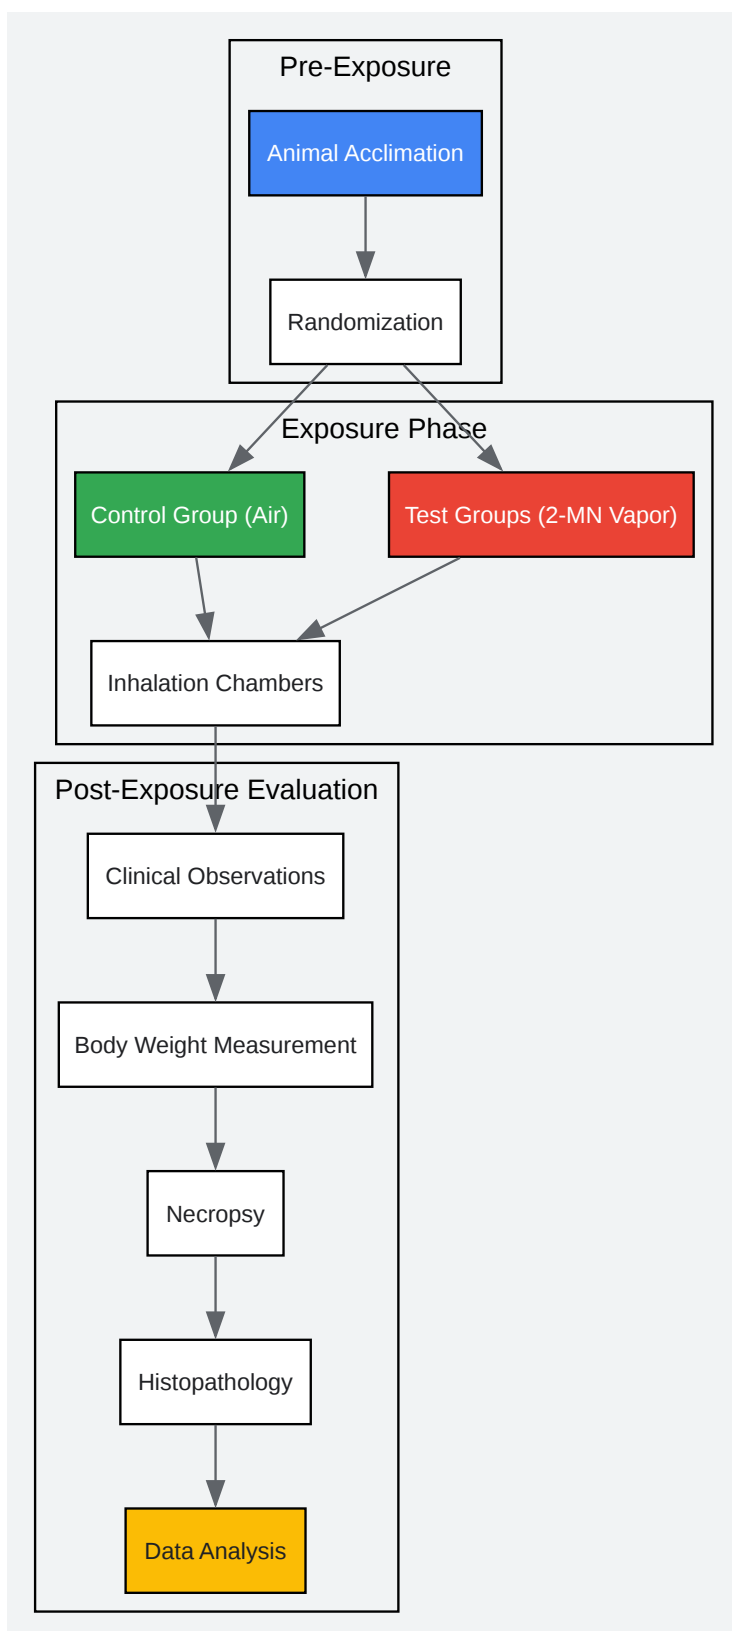 Pre-Exposure
Animal Acclimation
Randomization
Exposure Phase
Control Group (Air)
Test Groups (2-MN Vapor)
Inhalation Chambers
Post-Exposure Evaluation
Clinical Observations
Body Weight Measurement
Necropsy
Histopathology
Data Analysis